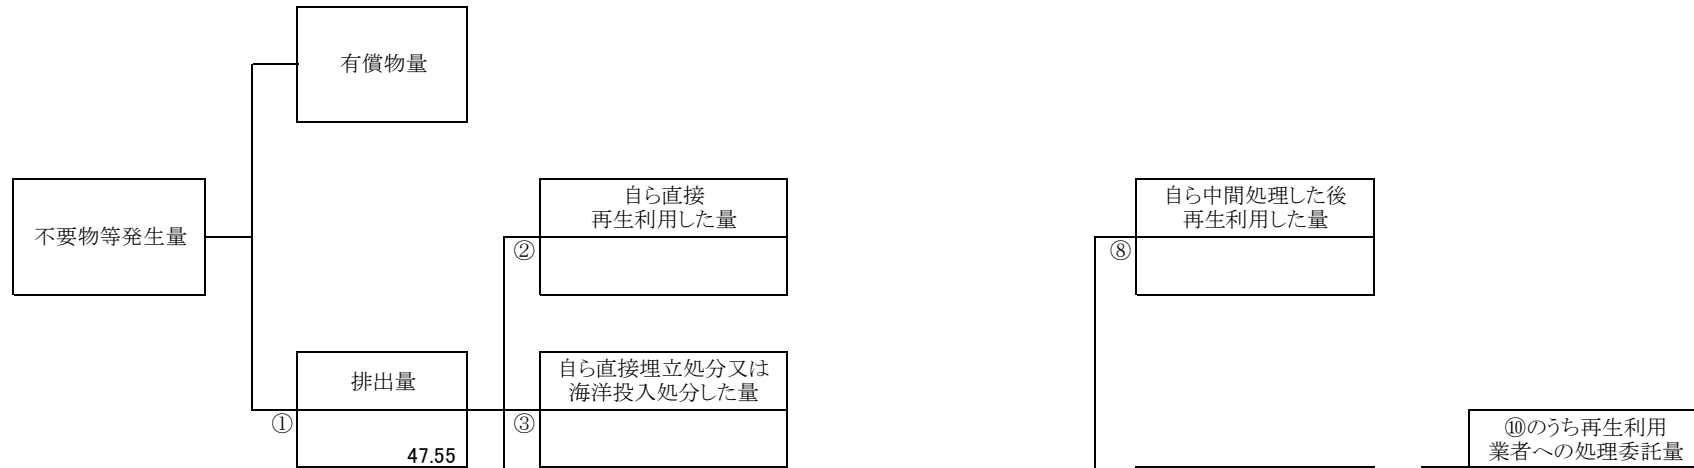 有償物量
不要物等発生量
自ら直接
再生利用した量
②
自ら中間処理した後
再生利用した量
⑧
排出量
①
47.55
自ら直接埋立処分又は
海洋投入処分した量
③
⑩のうち再生利用
業者への処理委託量